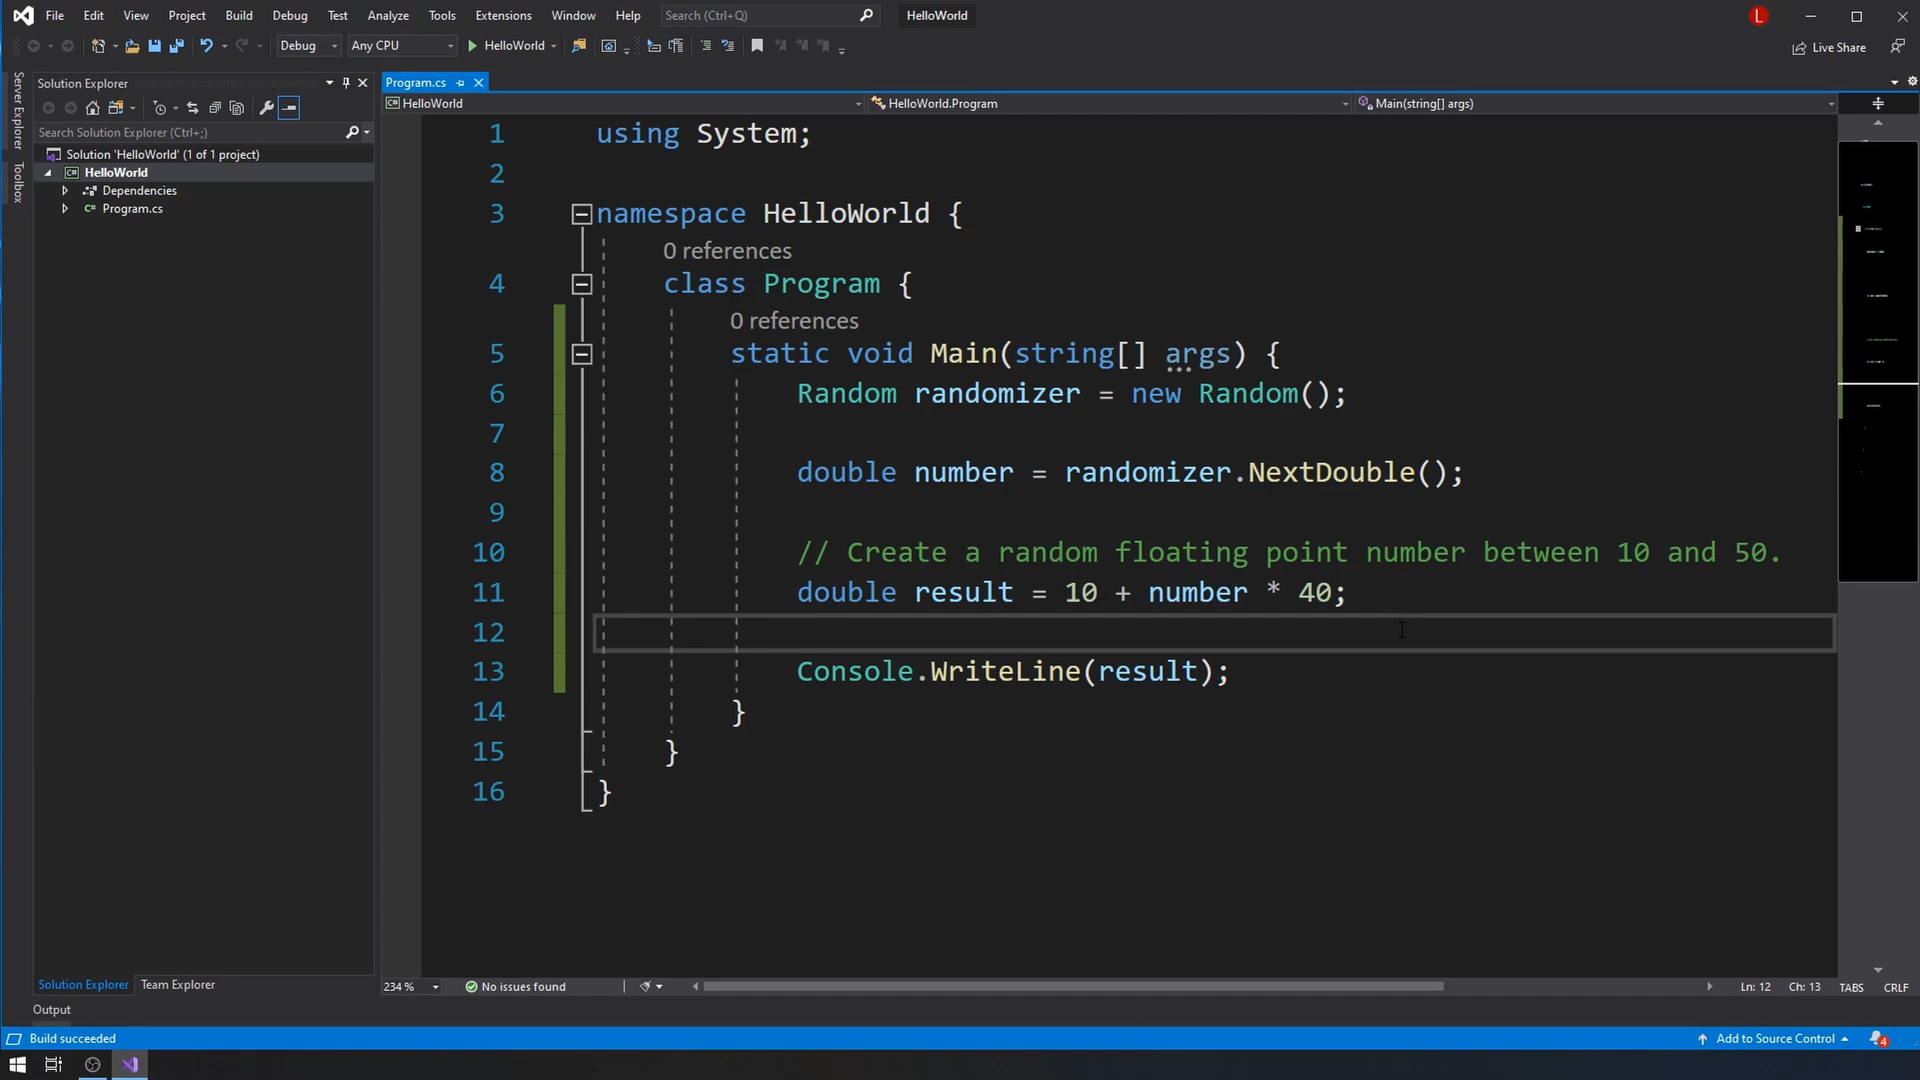 File Edit View Project Build Debug Test Analyze Tools Extensions Window Help Search (Ctrl+Q) HelloWorld L
Debug Any CPU HelloWorld Live Share
Server Explorer
Toolbox
Solution Explorer
Search Solution Explorer (Ctrl+;)
Solution 'HelloWorld' (1 of 1 project)
C# HelloWorld
Dependencies
C# Program.cs
Solution Explorer Team Explorer
Program.cs
C# HelloWorld HelloWorld.Program Main(string[] args)
1 using System;
2
3 namespace HelloWorld {
0 references
4 class Program {
0 references
5 static void Main(string[] args) {
6 Random randomizer = new Random();
7
8 double number = randomizer.NextDouble();
9
10 // Create a random floating point number between 10 and 50.
11 double result = 10 + number * 40;
12
13 Console.WriteLine(result);
14 }
15 }
16 }
234 % No issues found Ln: 12 Ch: 13 TABS CRLF
Output
Build succeeded Add to Source Control 4